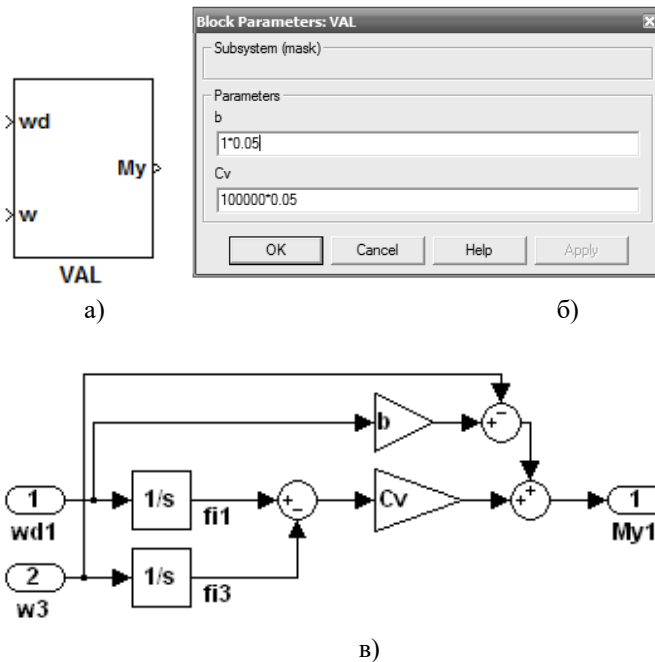 Block Parameters: VAL
Subsystem (mask)
Parameters
b
1*0.05
Cv
100000*0.05
OK Cancel Help Apply
wd
My
w
VAL
а) б)
b
1 1/s fi1 Cv 1
wd1 My1
2 1/s fi3
w3
в)